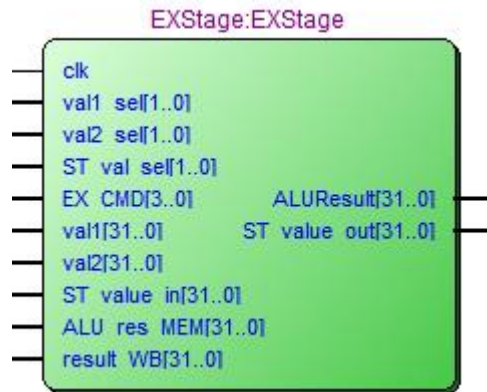 EXStage:EXStage
clk
val1 sel[1..0]
val2 sel[1..0]
ST val sel[1..0]
EX CMD[3..0] ALUResult[31..0]
val1[31..0] ST value out[31..0]
val2[31..0]
ST value in[31..0]
ALU res MEM[31..0]
result WB[31..0]